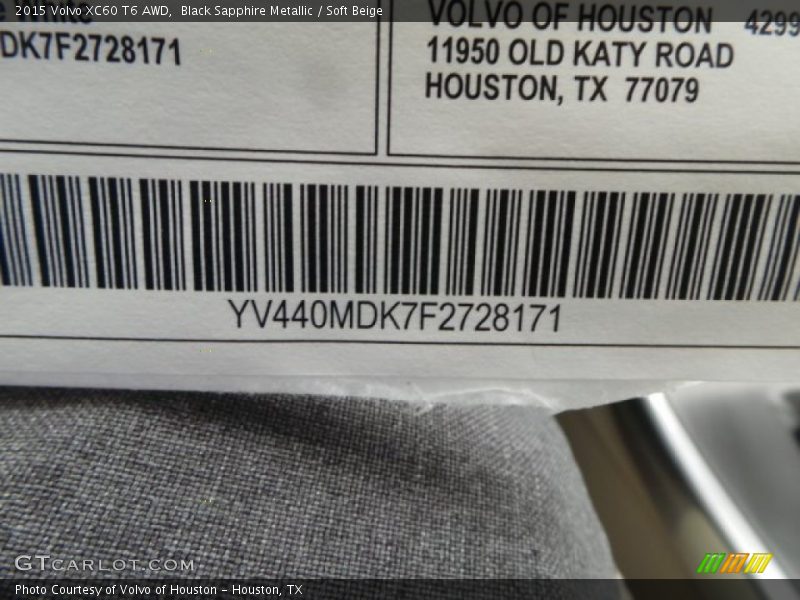 2015 Volvo XC60 T6 AWD,  Black Sapphire Metallic / Soft Beige
VOLVO OF HOUSTON 4299
DK7F2728171
11950 OLD KATY ROAD
HOUSTON, TX 77079
YV440MDK7F2728171
GTCARLOT.COM
Photo Courtesy of Volvo of Houston – Houston, TX